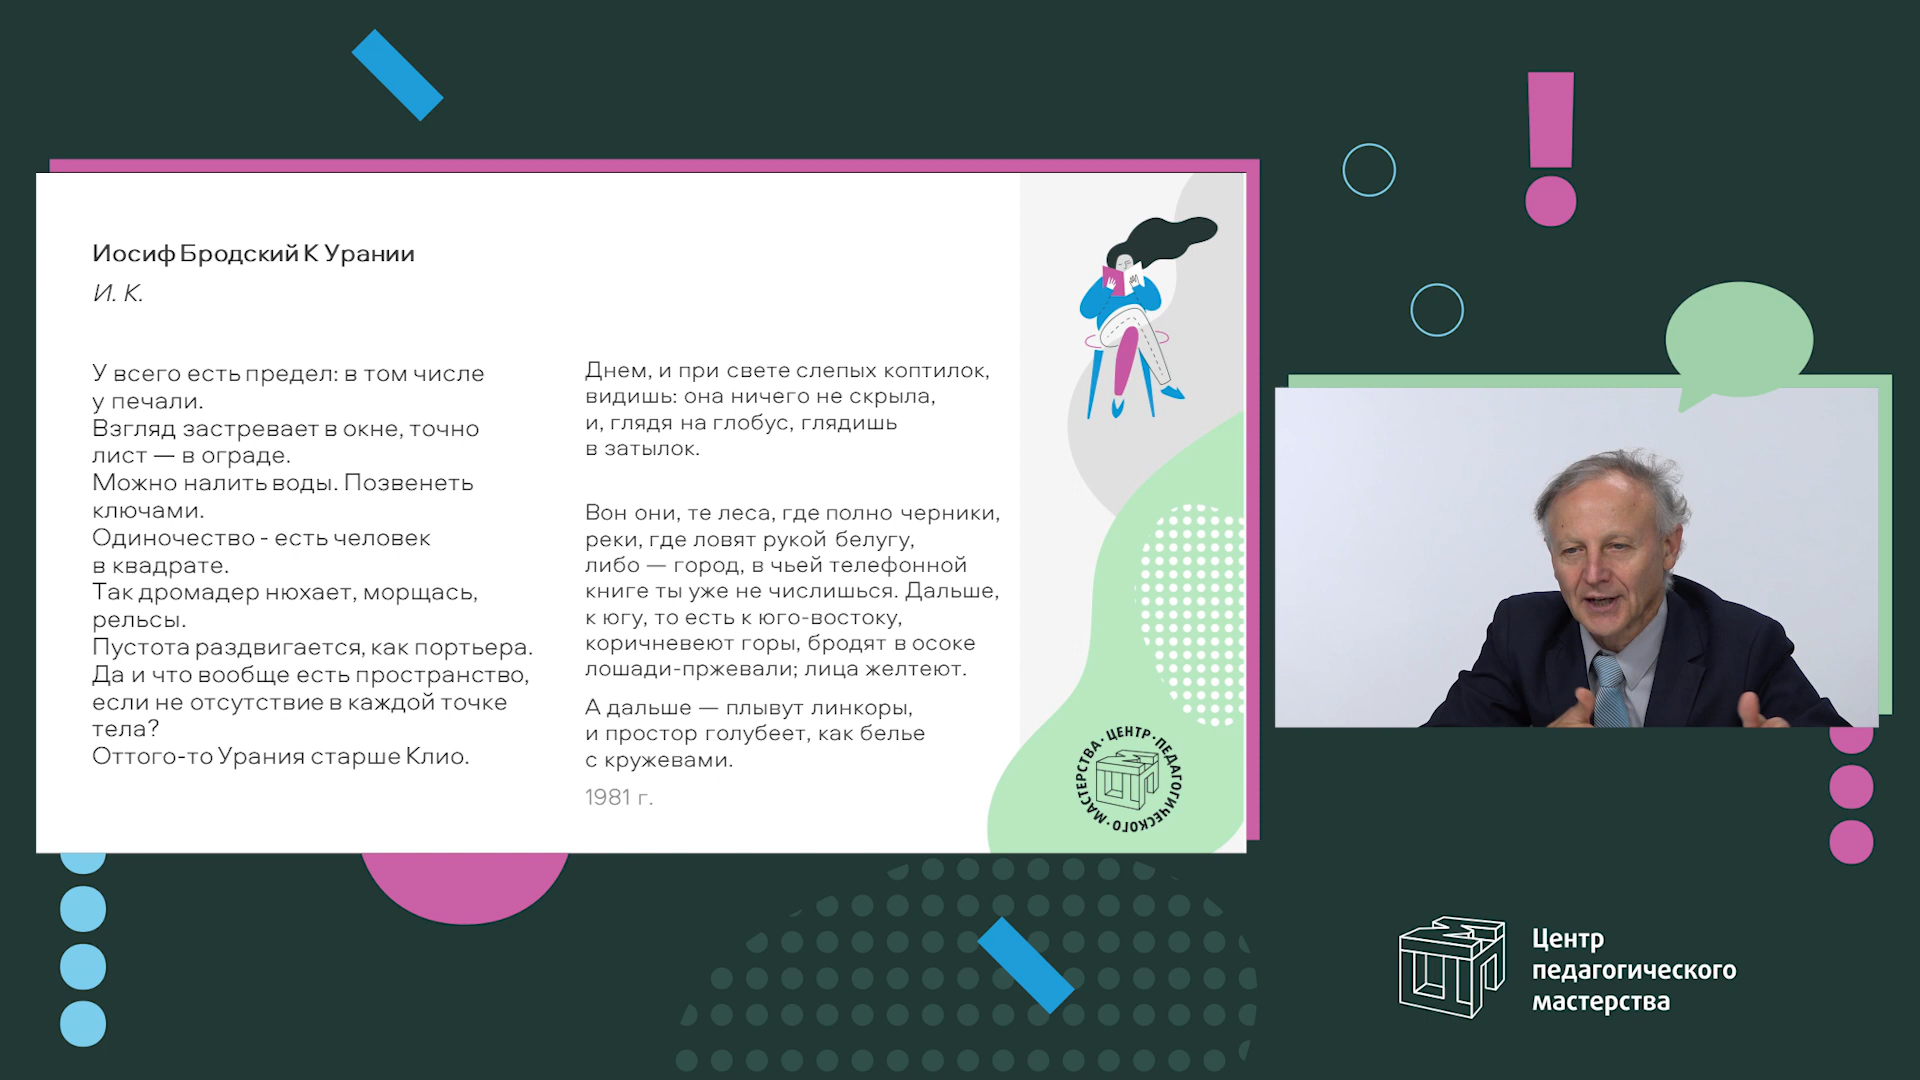 Иосиф Бродский К Урании
И. К.
У всего есть предел: в том числе
у печали.
Взгляд застревает в окне, точно
лист — в ограде.
Можно налить воды. Позвенеть
ключами.
Одиночество - есть человек
в квадрате.
Так дромадер нюхает, морщась,
рельсы.
Пустота раздвигается, как портьера.
Да и что вообще есть пространство,
если не отсутствие в каждой точке
тела?
Оттого-то Урания старше Клио.
Днем, и при свете слепых коптилок,
видишь: она ничего не скрыла,
и, глядя на глобус, глядишь
в затылок.
Вон они, те леса, где полно черники,
реки, где ловят рукой белугу,
либо — город, в чьей телефонной
книге ты уже не числишься. Дальше,
к югу, то есть к юго-востоку,
коричневеют горы, бродят в осоке
лошади-пржевали; лица желтеют.
А дальше — плывут линкоры,
и простор голубеет, как белье
с кружевами.
1981 г.
ЦЕНТР · ПЕДАГОГИЧЕСКОГО · МАСТЕРСТВА ·
Центр
педагогического
мастерства